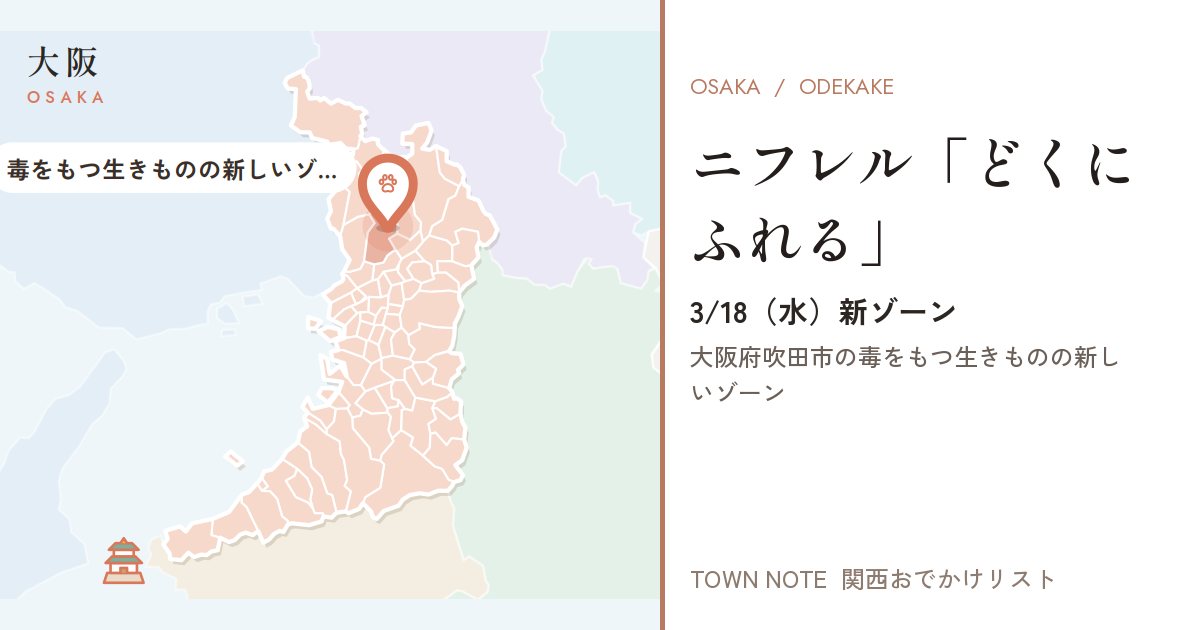 大阪
OSAKA
毒をもつ生きものの新しいゾ...
OSAKA / ODEKAKE
ニフレル「どくに
ふれる」
3/18（水）新ゾーン
大阪府吹田市の毒をもつ生きものの新し
いゾーン
TOWN NOTE 関西おでかけリスト